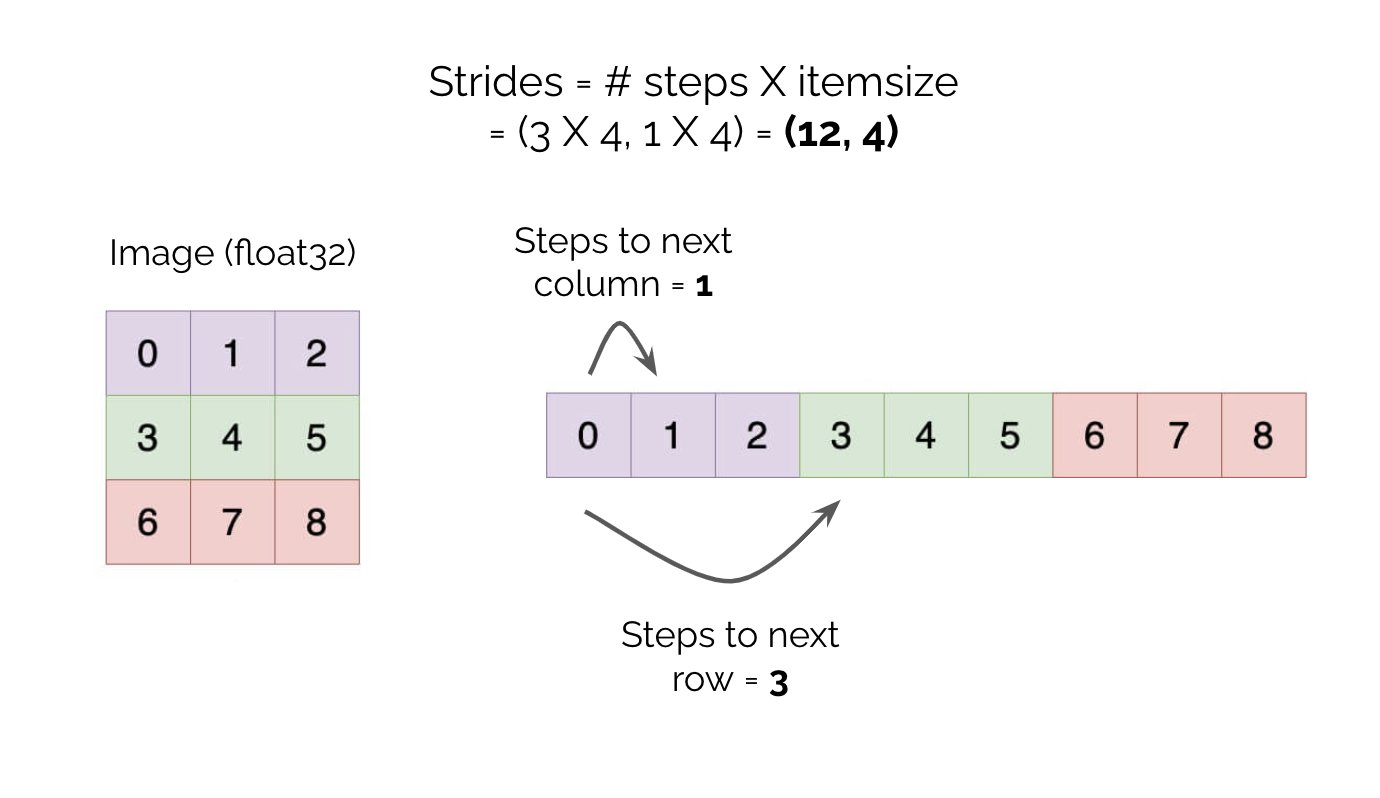 Strides = # steps X itemsize
= (3 X 4, 1 X 4) = (12, 4)
Image (float32)
0 1 2
3 4 5
6 7 8
Steps to next
column = 1
0 1 2 3 4 5 6 7 8
Steps to next
row = 3